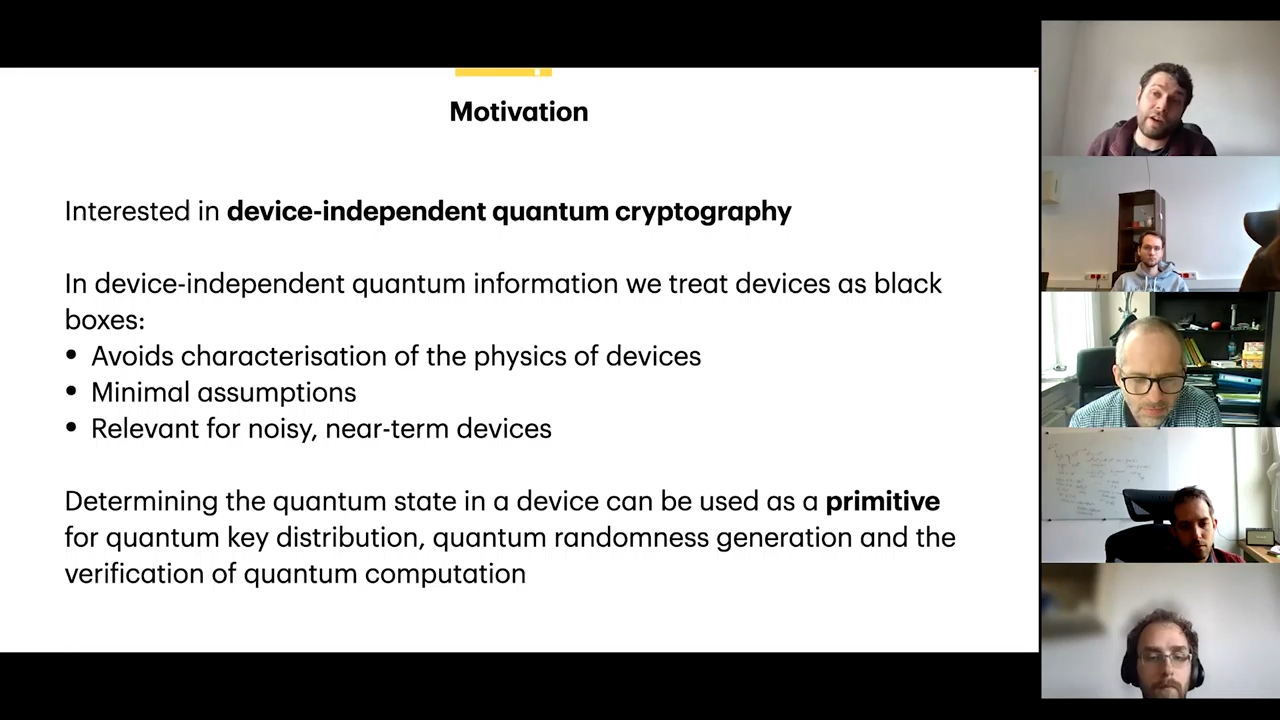 Motivation
Interested in device-independent quantum cryptography
In device-independent quantum information we treat devices as black
boxes:
• Avoids characterisation of the physics of devices
• Minimal assumptions
• Relevant for noisy, near-term devices
Determining the quantum state in a device can be used as a primitive
for quantum key distribution, quantum randomness generation and the
verification of quantum computation